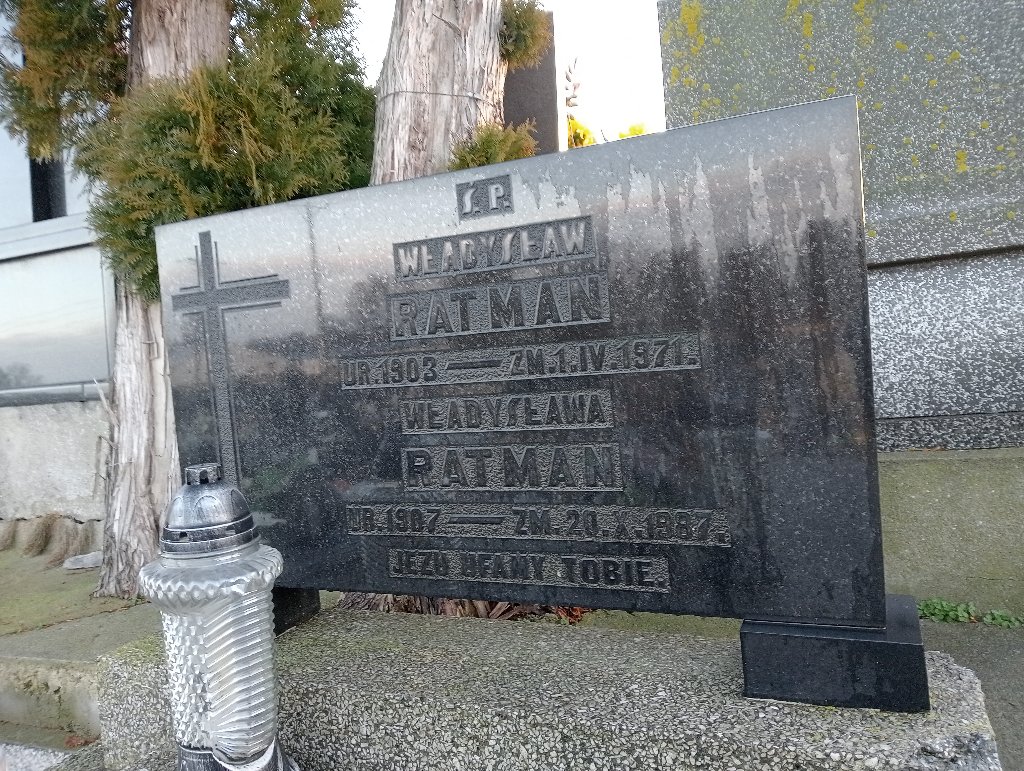 Ś.P.
WŁADYSŁAW
RATMAN
UR.1903 — ZM.1.IV.1971.
WŁADYSŁAWA
RATMAN
UR.1907 — ZM.20.X.1987.
JEZU UFAMY TOBIE.